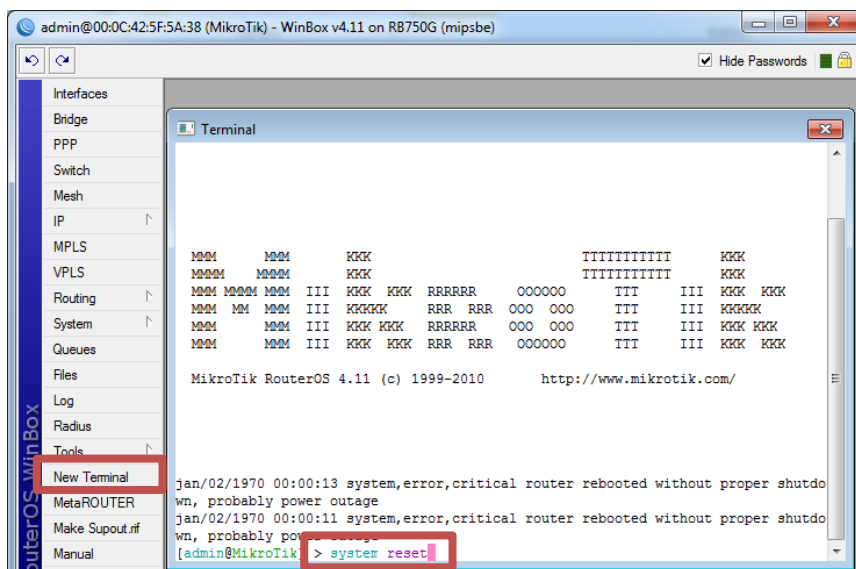 admin@00:0C:42:5F:5A:38 (MikroTik) - WinBox v4.11 on RB750G (mipsbe)
Hide Passwords
Interfaces
Bridge
PPP
Switch
Mesh
IP
MPLS
VPLS
Routing
System
Queues
Files
Log
Radius
Tools
New Terminal
MetaROUTER
Make Supout.rif
Manual
uterOS WinBox
Terminal
MMM      MMM       KKK                          TTTTTTTTTTT      KKK
MMMM    MMMM       KKK                          TTTTTTTTTTT      KKK
MMM MMMM MMM  III  KKK  KKK  RRRRRR     OOOOOO      TTT     III  KKK  KKK
MMM  MM  MMM  III  KKKKK     RRR  RRR  OOO  OOO     TTT     III  KKKKK
MMM      MMM  III  KKK KKK   RRRRRR    OOO  OOO     TTT     III  KKK KKK
MMM      MMM  III  KKK  KKK  RRR  RRR   OOOOOO      TTT     III  KKK  KKK
MikroTik RouterOS 4.11 (c) 1999-2010       http://www.mikrotik.com/
jan/02/1970 00:00:13 system,error,critical router rebooted without proper shutdo
wn, probably power outage
jan/02/1970 00:00:11 system,error,critical router rebooted without proper shutdo
wn, probably power outage
[admin@MikroTik] > system reset